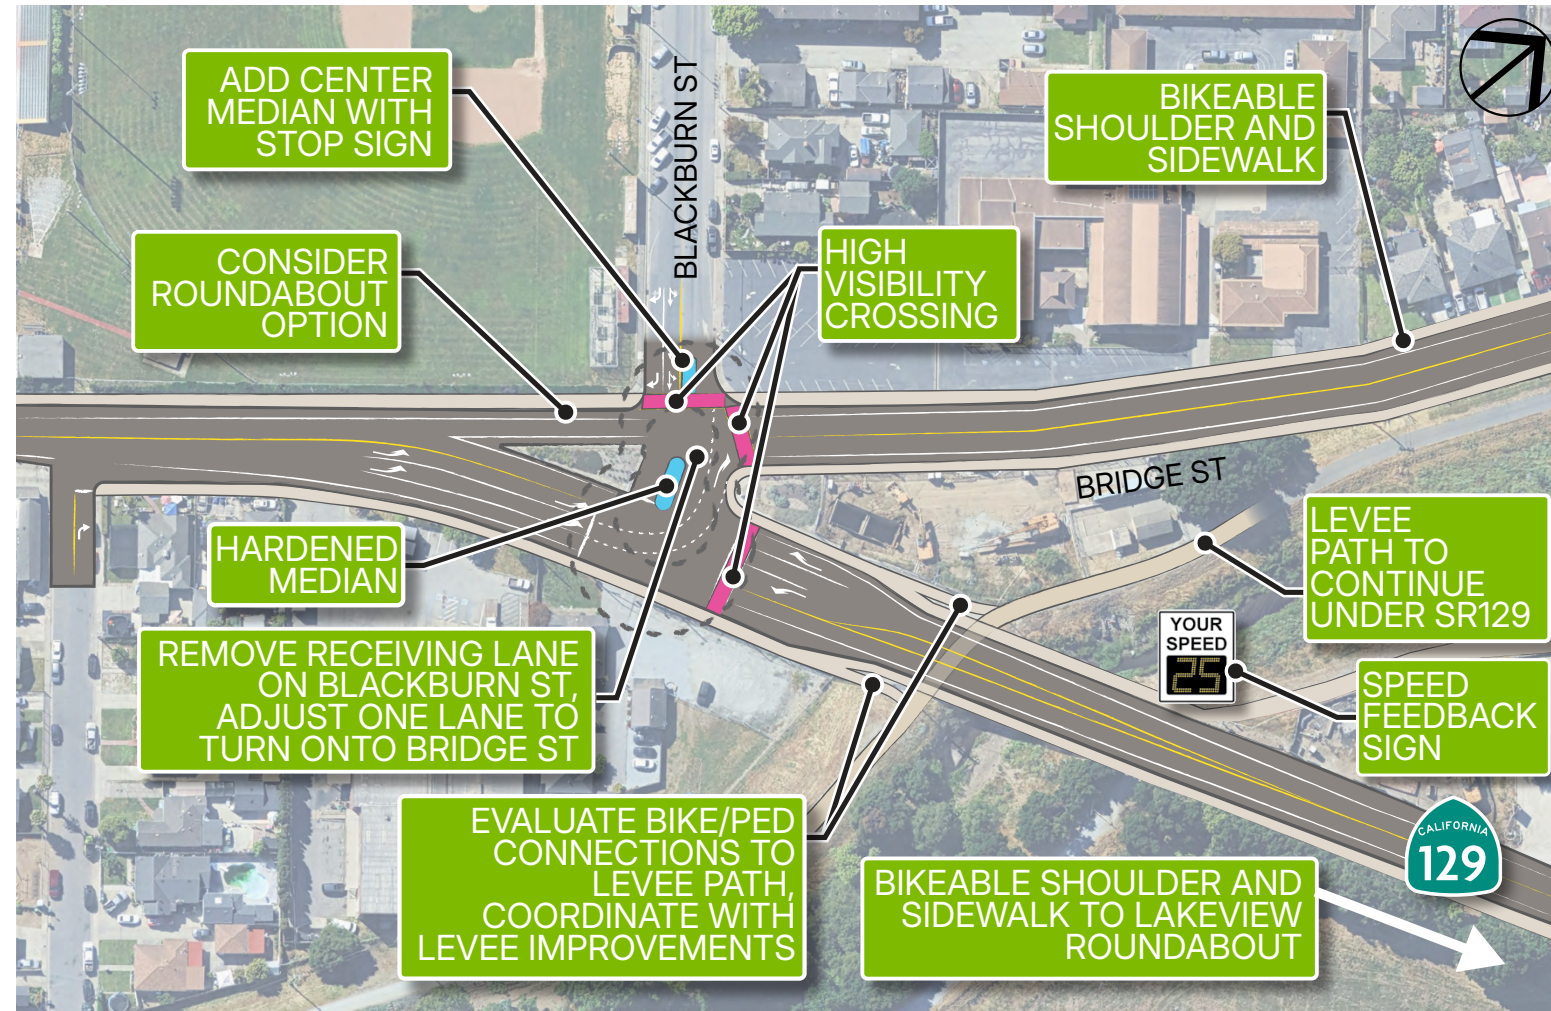 ADD CENTER
MEDIAN WITH
STOP SIGN
BLACKBURN ST
BIKEABLE
SHOULDER AND
SIDEWALK
CONSIDER
ROUNDABOUT
OPTION
HIGH
VISIBILITY
CROSSING
BRIDGE ST
HARDENED
MEDIAN
LEVEE
PATH TO
CONTINUE
UNDER SR129
YOUR
SPEED
25
REMOVE RECEIVING LANE
ON BLACKBURN ST,
ADJUST ONE LANE TO
TURN ONTO BRIDGE ST
SPEED
FEEDBACK
SIGN
EVALUATE BIKE/PED
CONNECTIONS TO
LEVEE PATH,
COORDINATE WITH
LEVEE IMPROVEMENTS
BIKEABLE SHOULDER AND
SIDEWALK TO LAKEVIEW
ROUNDABOUT
CALIFORNIA
129